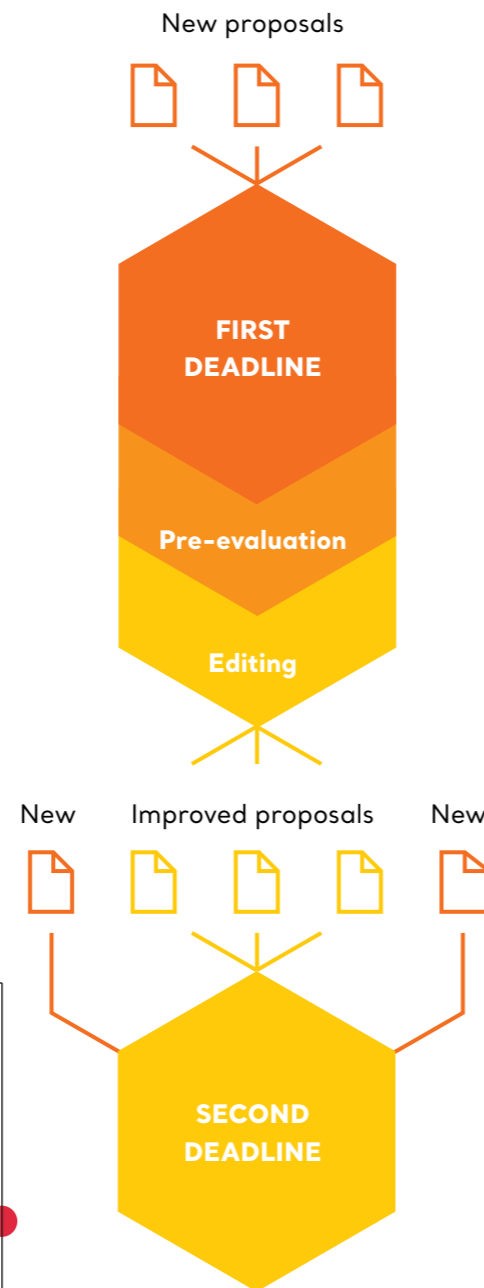 New proposals
FIRST
DEADLINE
Pre-evaluation
Editing
New Improved proposals New
SECOND
DEADLINE